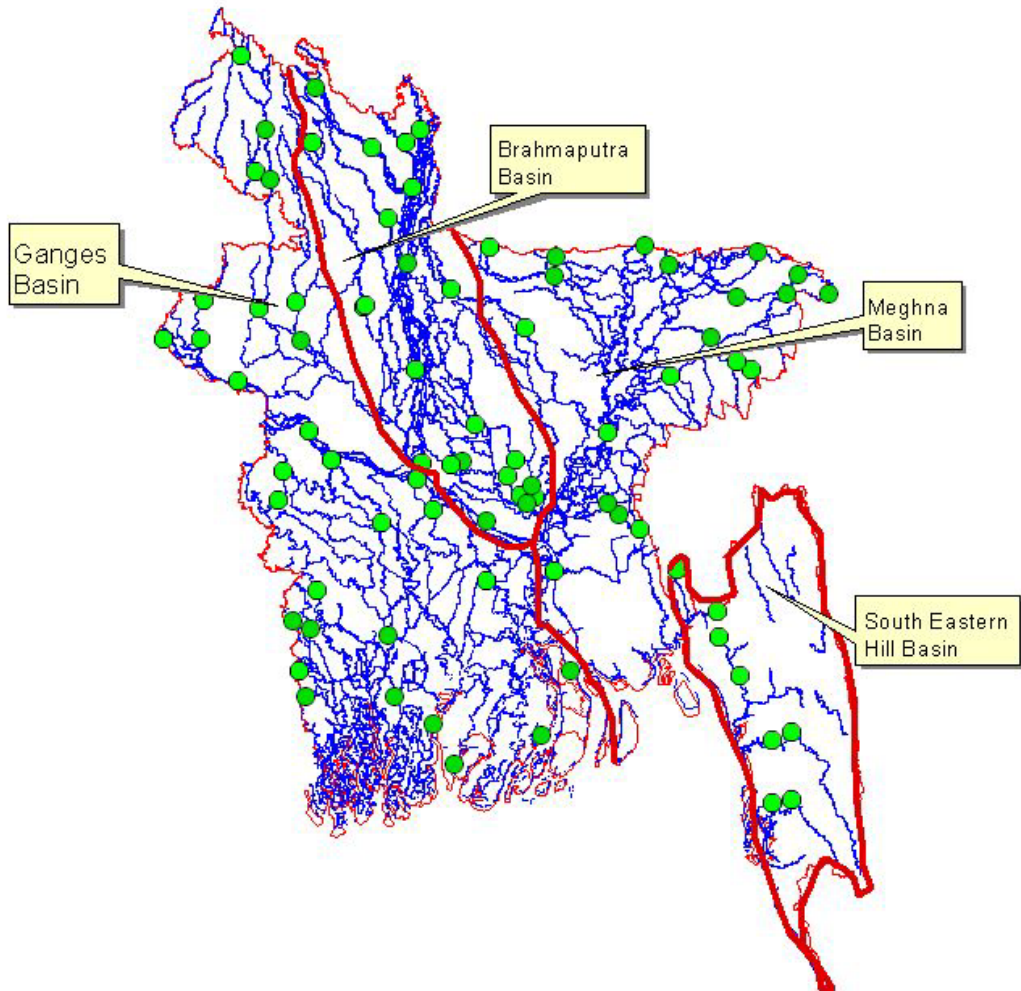 Brahmaputra
Basin
Ganges
Basin
Meghna
Basin
South Eastern
Hill Basin